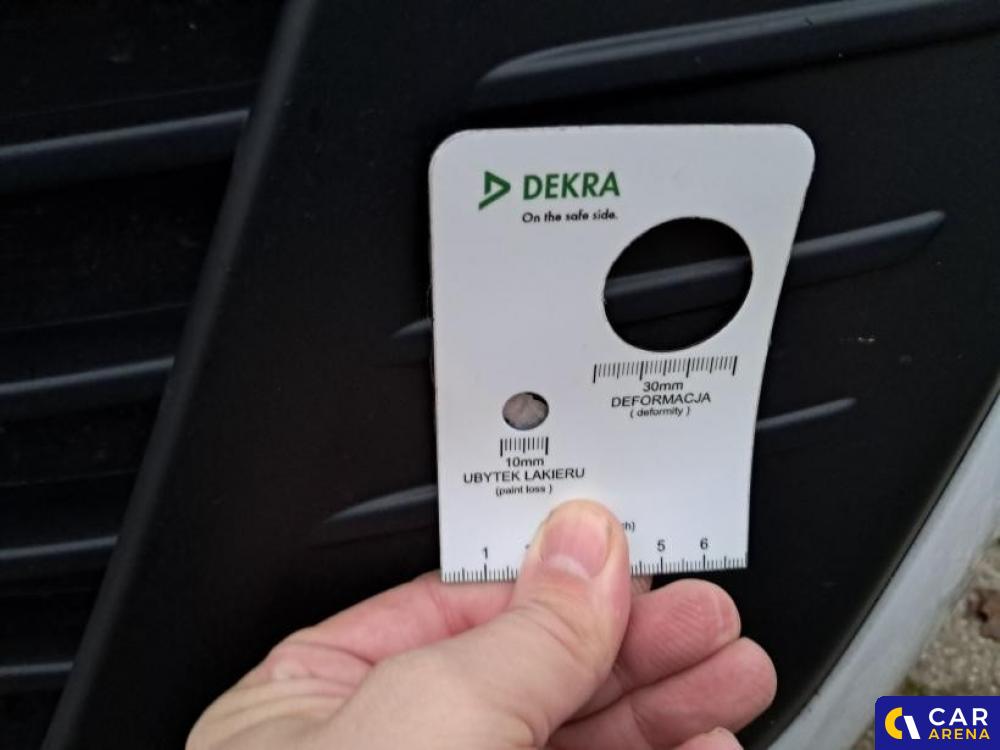 DEKRA
On the safe side.
30mm
DEFORMACJA
( deformity )
10mm
UBYTEK LAKIERU
(paint loss )
1 5 6
CAR
ARENA